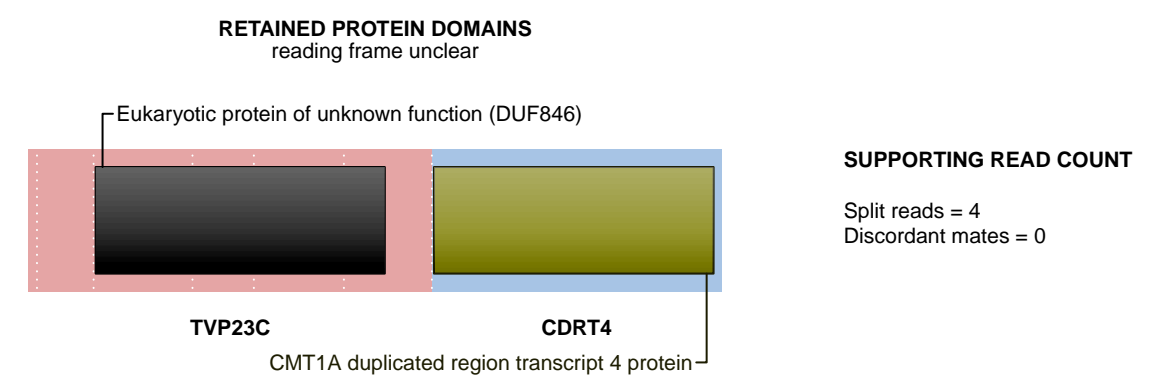 RETAINED PROTEIN DOMAINS
reading frame unclear
Eukaryotic protein of unknown function (DUF846)
SUPPORTING READ COUNT
Split reads = 4
Discordant mates = 0
TVP23C
CDRT4
CMT1A duplicated region transcript 4 protein